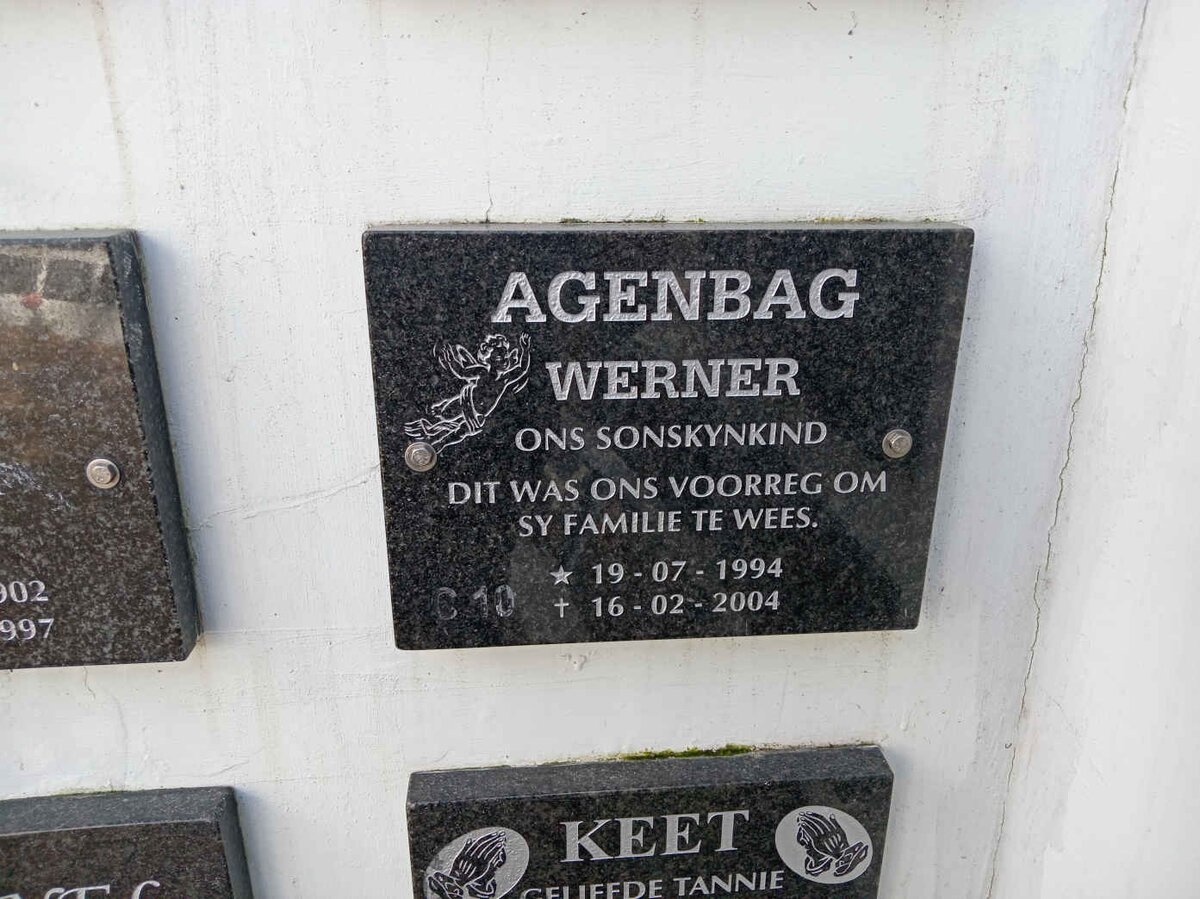 AGENBAG
WERNER
ONS SONSKYNKIND
DIT WAS ONS VOORREG OM
SY FAMILIE TE WEES.
★ 19 - 07 - 1994
† 16 - 02 - 2004
C 10
902
997
KEET
GELIEFDE TANNIE